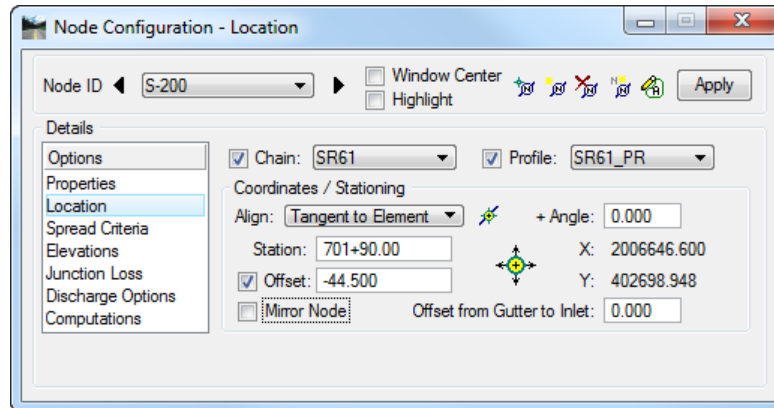 Node Configuration - Location
Node ID S-200 Window Center Apply
Highlight
Details
Options Chain: SR61 Profile: SR61_PR
Properties Coordinates / Stationing
Location Align: Tangent to Element + Angle: 0.000
Spread Criteria
Elevations Station: 701+90.00 X: 2006646.600
Junction Loss Offset: -44.500 Y: 402698.948
Discharge Options
Computations Mirror Node Offset from Gutter to Inlet: 0.000